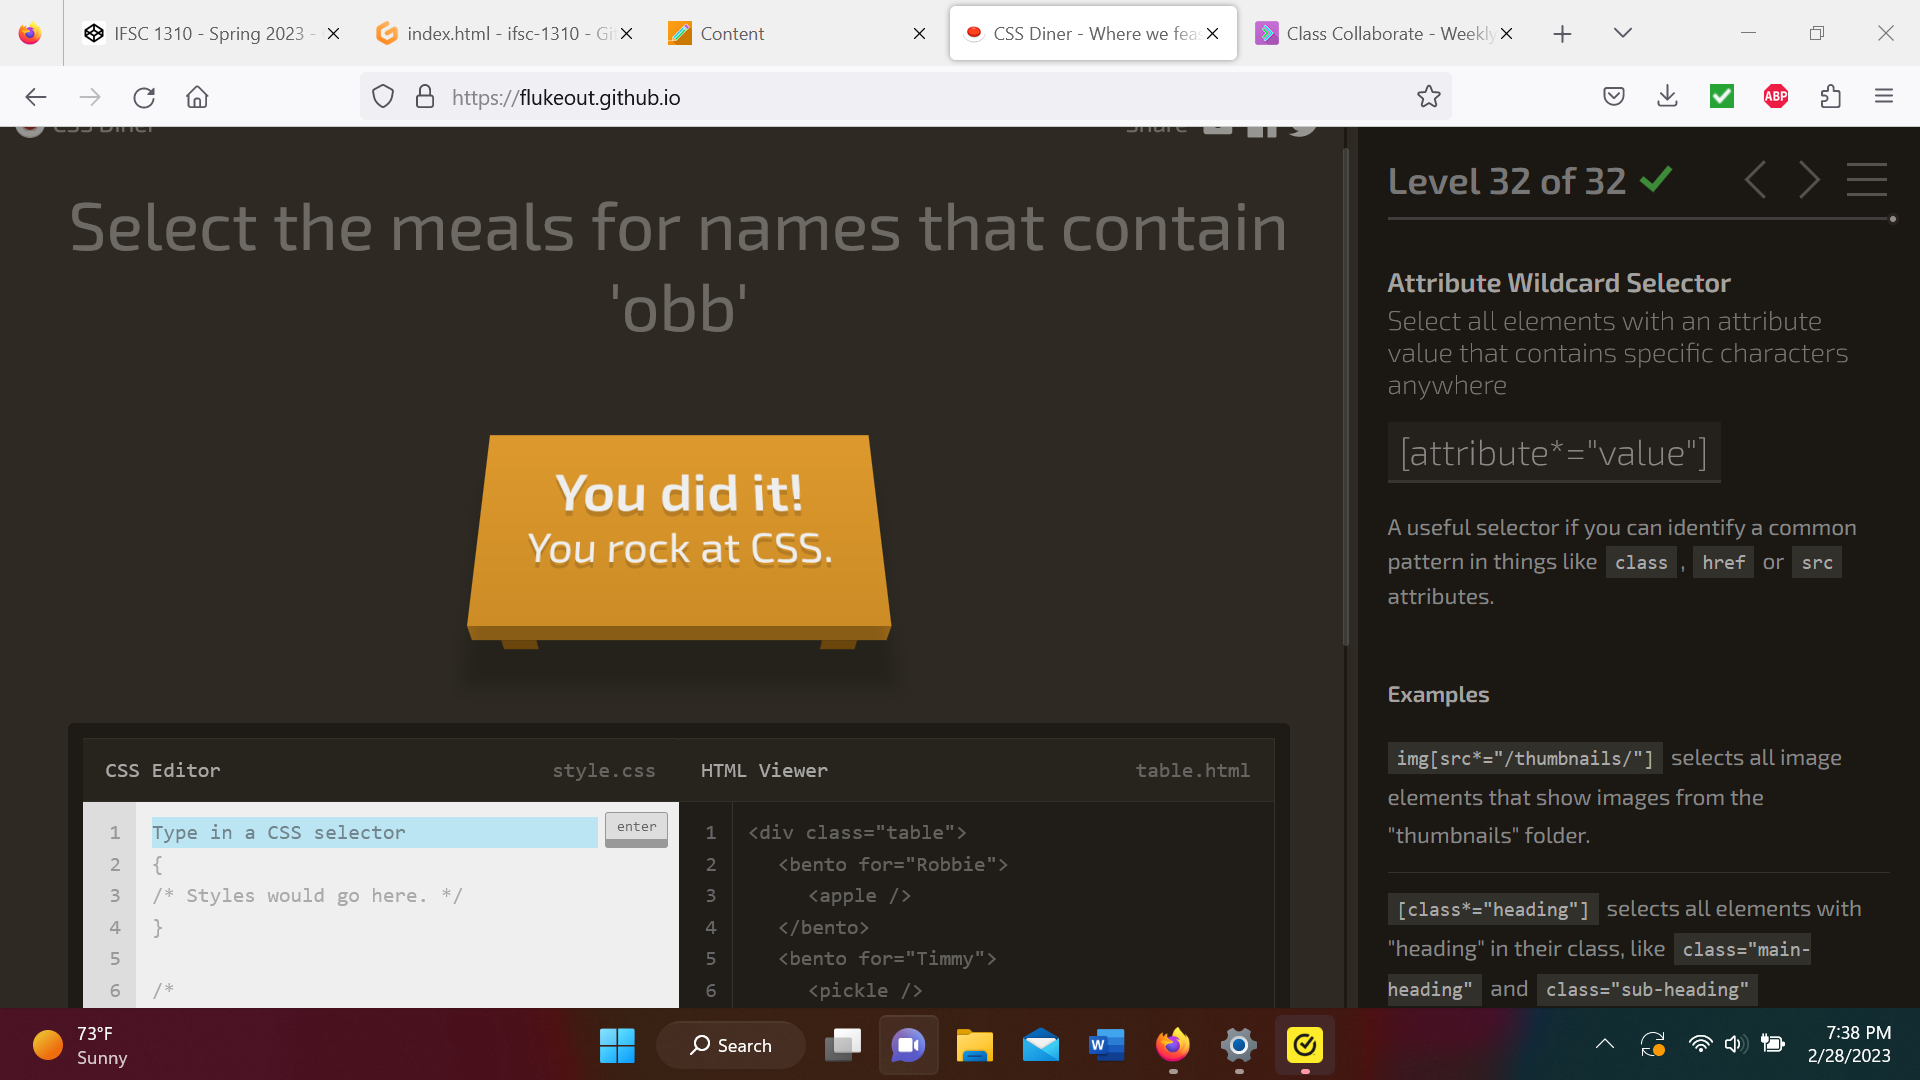 IFSC 1310 - Spring 2023 -
index.html - ifsc-1310 - Git
Content
CSS Diner - Where we feas
Class Collaborate - Weekly
https://flukeout.github.io
ABP
CSS Diner
Share
Select the meals for names that contain
'obb'
You did it!
You rock at CSS.
CSS Editor
style.css
HTML Viewer
table.html
1 Type in a CSS selector
enter
2 {
3 /* Styles would go here. */
4 }
5
6 /*
1 <div class="table">
2 <bento for="Robbie">
3 <apple />
4 </bento>
5 <bento for="Timmy">
6 <pickle />
Level 32 of 32
Attribute Wildcard Selector
Select all elements with an attribute
value that contains specific characters
anywhere
[attribute*="value"]
A useful selector if you can identify a common
pattern in things like class , href or src
attributes.
Examples
img[src*="/thumbnails/"] selects all image
elements that show images from the
"thumbnails" folder.
[class*="heading"] selects all elements with
"heading" in their class, like class="main-
heading" and class="sub-heading"
73°F
Sunny
Search
W
7:38 PM
2/28/2023